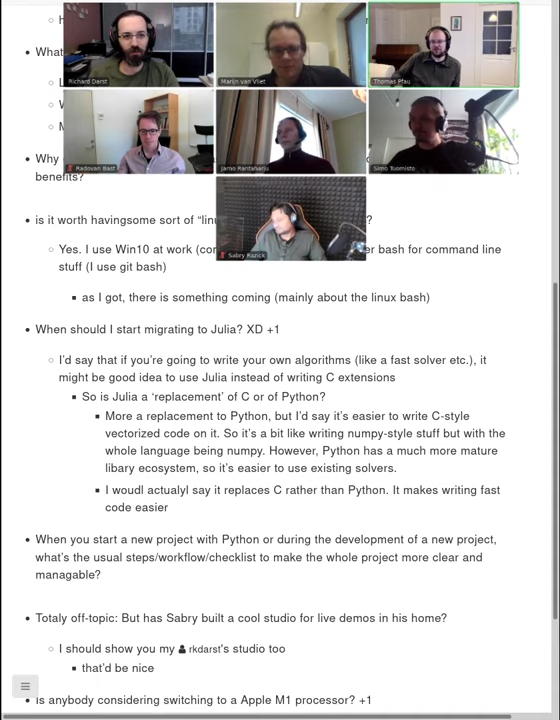 h
What
L
W
M
Richard Darst
Marijn van Vliet
Thomas Pfau
Why
benefits?
Radovan Bast
Jarno Rantaharju
Simo Tuomisto
is it worth havingsome sort of “linu ?
Yes. I use Win10 at work (cor er bash for command line
stuff (I use git bash)
Sabry Razick
as I got, there is something coming (mainly about the linux bash)
When should I start migrating to Julia? XD +1
I’d say that if you’re going to write your own algorithms (like a fast solver etc.), it
might be good idea to use Julia instead of writing C extensions
So is Julia a ‘replacement’ of C or of Python?
More a replacement to Python, but I’d say it’s easier to write C-style
vectorized code on it. So it’s a bit like writing numpy-style stuff but with the
whole language being numpy. However, Python has a much more mature
libary ecosystem, so it’s easier to use existing solvers.
I woudl actualyl say it replaces C rather than Python. It makes writing fast
code easier
When you start a new project with Python or during the development of a new project,
what’s the usual steps/workflow/checklist to make the whole project more clear and
managable?
Totaly off-topic: But has Sabry built a cool studio for live demos in his home?
I should show you my rkdarst's studio too
that’d be nice
is anybody considering switching to a Apple M1 processor? +1